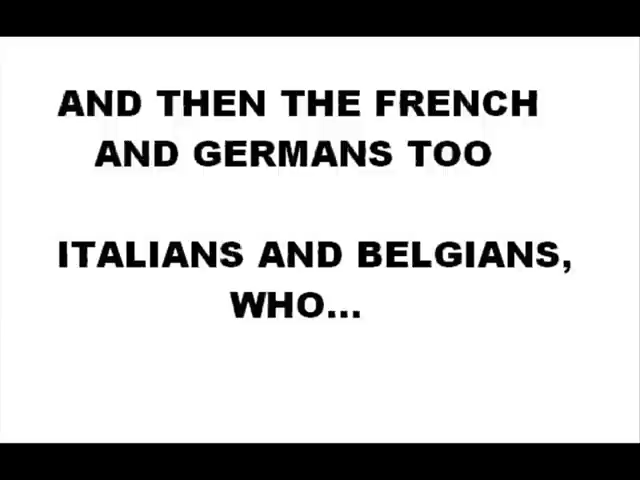 AND THEN THE FRENCH
AND GERMANS TOO
ITALIANS AND BELGIANS,
WHO...